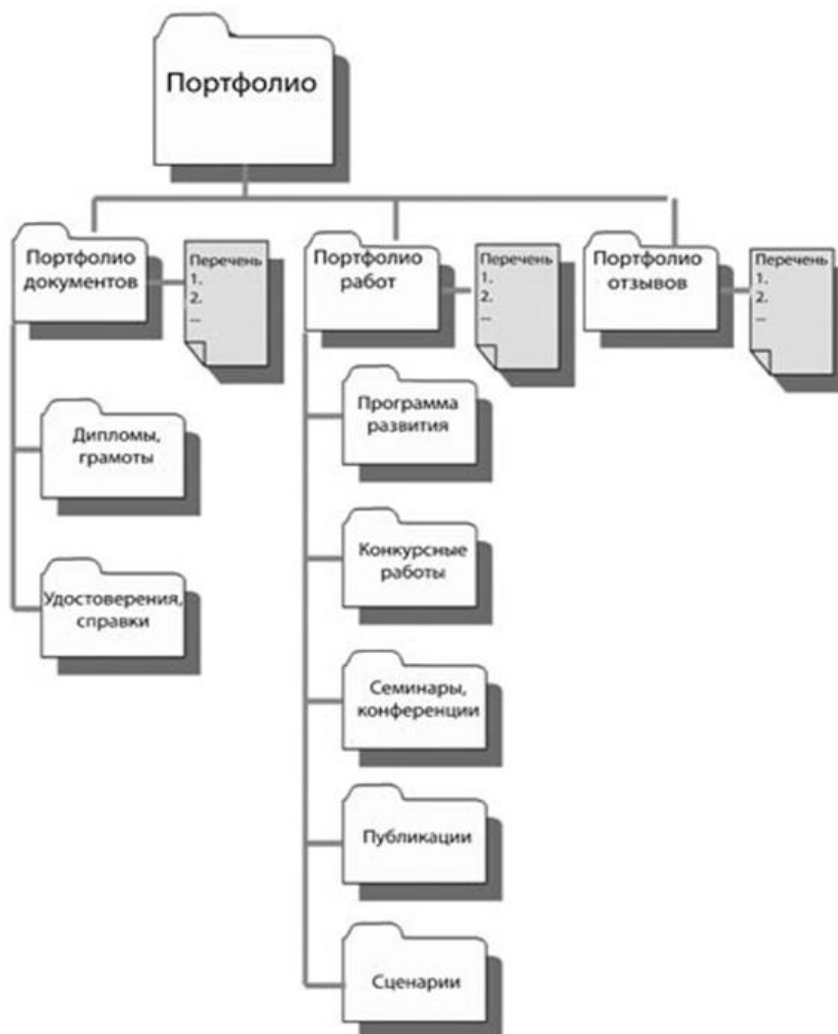 Портфолио
Портфолио
документов
Перечень
1.
2.
...
Портфолио
работ
Перечень
1.
2.
...
Портфолио
отзывов
Перечень
1.
2.
...
Дипломы,
грамоты
Удостоверения,
справки
Программа
развития
Конкурсные
работы
Семинары,
конференции
Публикации
Сценарии